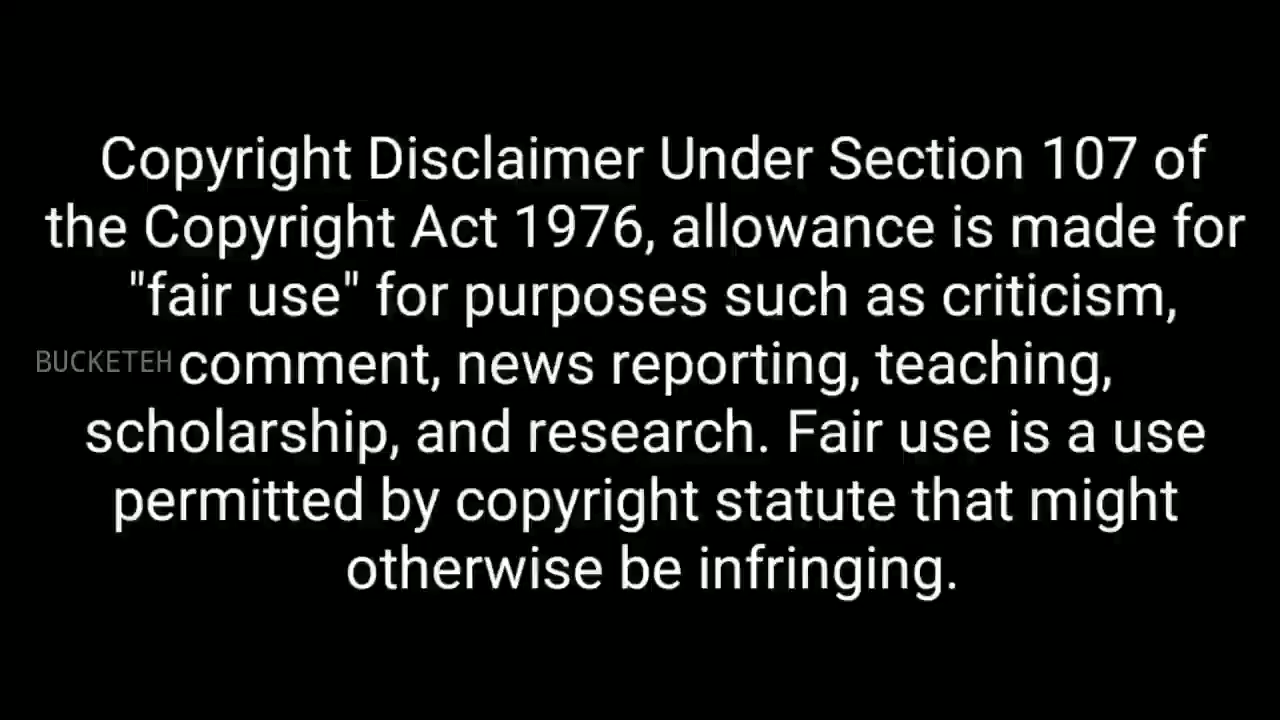 Copyright Disclaimer Under Section 107 of
the Copyright Act 1976, allowance is made for
"fair use" for purposes such as criticism,
BUCKETEH comment, news reporting, teaching,
scholarship, and research. Fair use is a use
permitted by copyright statute that might
otherwise be infringing.